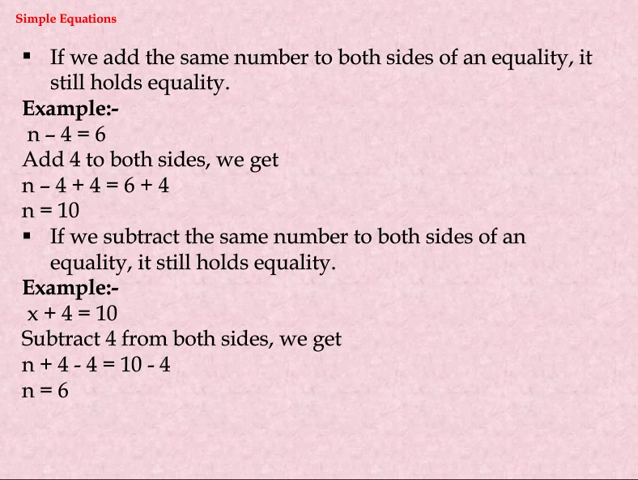 Simple Equations
▪ If we add the same number to both sides of an equality, it
still holds equality.
Example:-
n – 4 = 6
Add 4 to both sides, we get
n – 4 + 4 = 6 + 4
n = 10
▪ If we subtract the same number to both sides of an
equality, it still holds equality.
Example:-
x + 4 = 10
Subtract 4 from both sides, we get
n + 4 - 4 = 10 - 4
n = 6